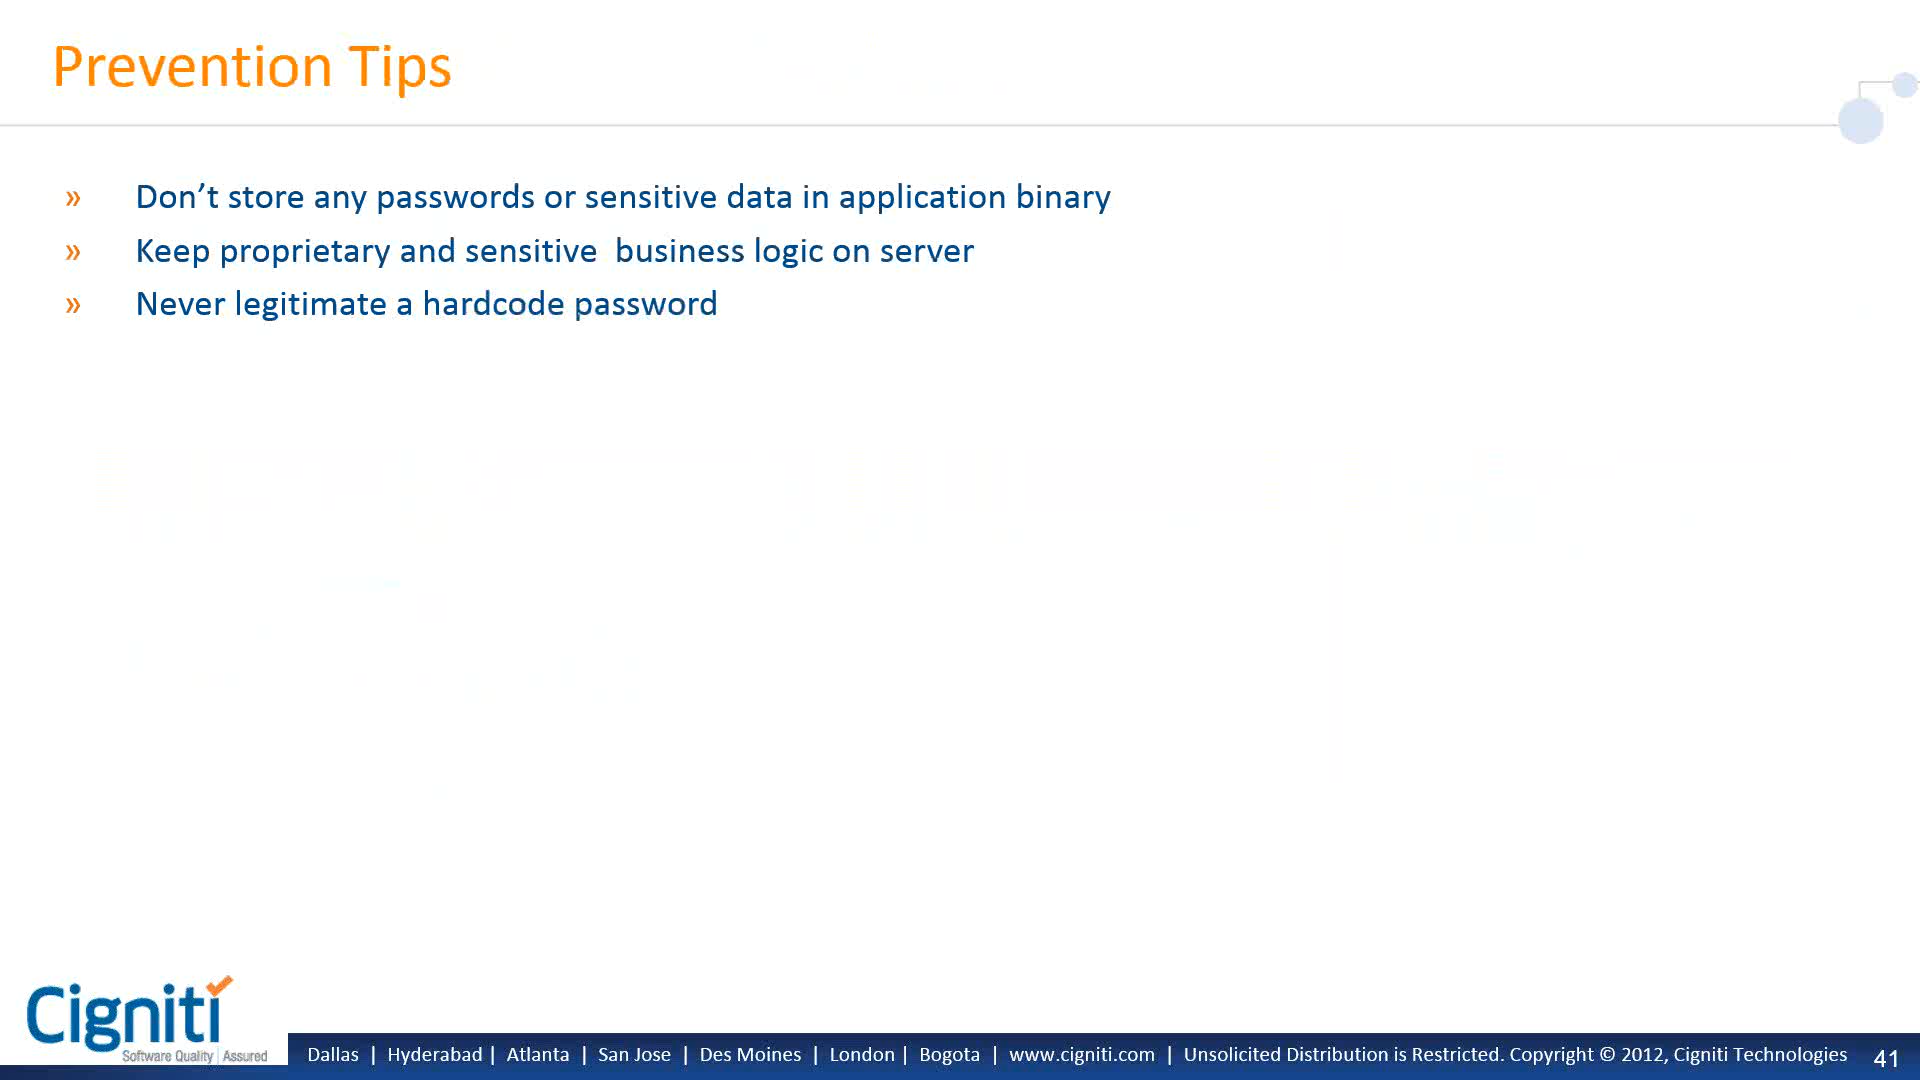 Prevention Tips
» Don’t store any passwords or sensitive data in application binary
» Keep proprietary and sensitive  business logic on server
» Never legitimate a hardcode password
Cigniti
Software Quality | Assured
Dallas | Hyderabad | Atlanta | San Jose | Des Moines | London | Bogota | www.cigniti.com | Unsolicited Distribution is Restricted. Copyright © 2012, Cigniti Technologies
41